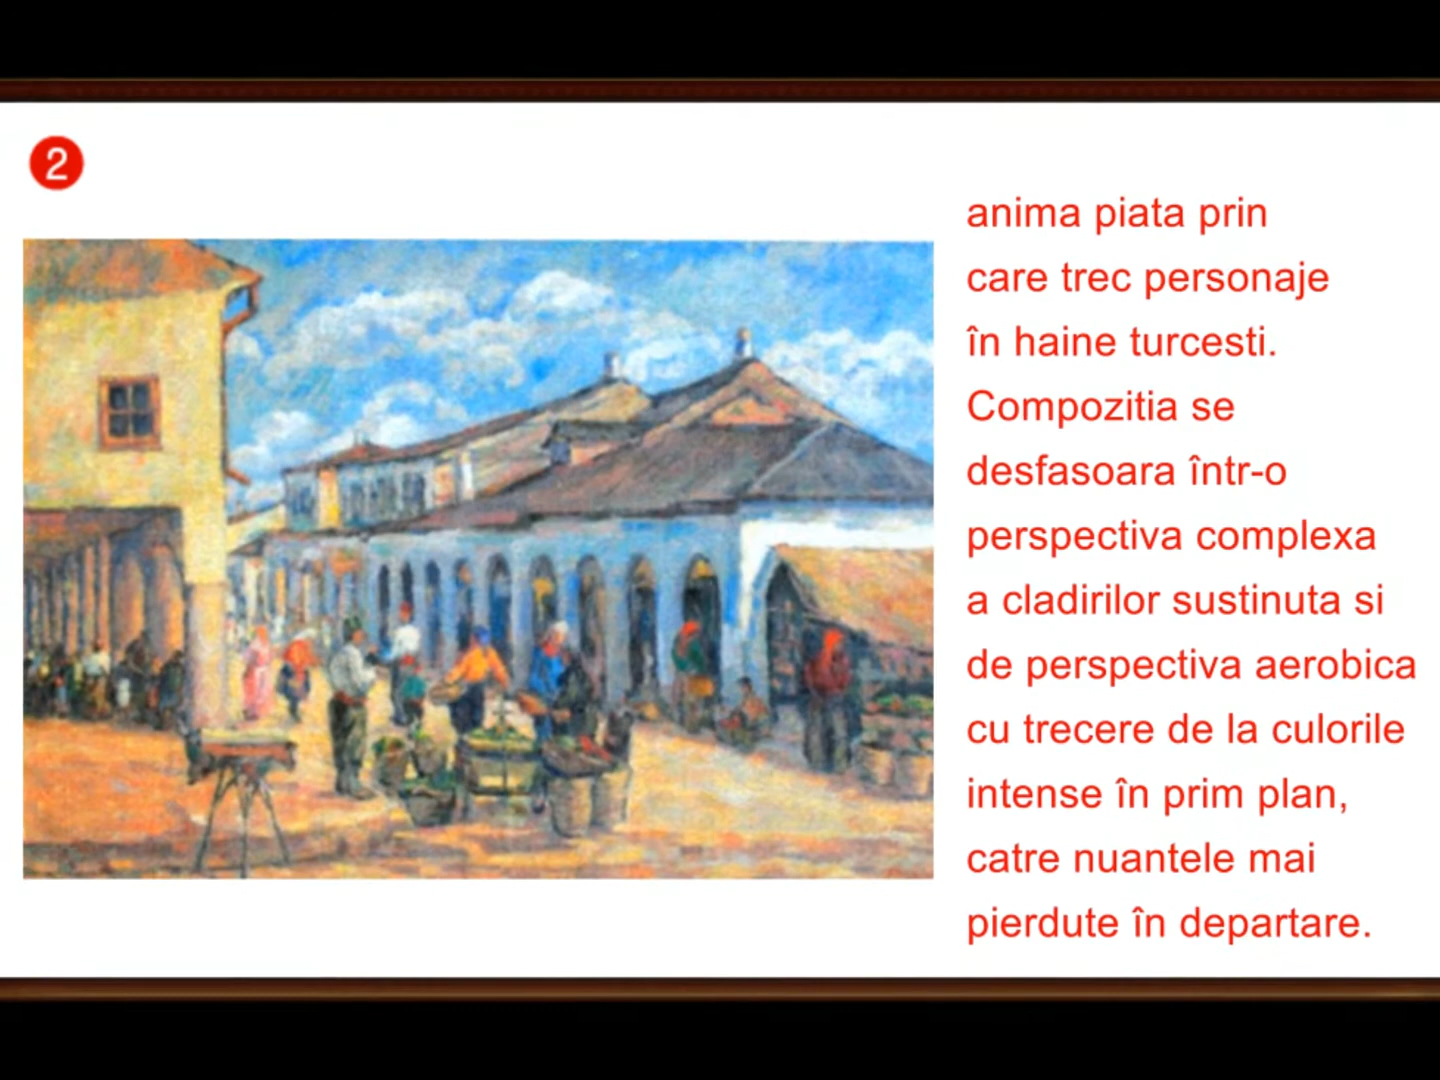 2
anima piata prin
care trec personaje
în haine turcesti.
Compozitia se
desfasoara într-o
perspectiva complexa
a cladirilor sustinuta si
de perspectiva aerobica
cu trecere de la culorile
intense în prim plan,
catre nuantele mai
pierdute în departare.